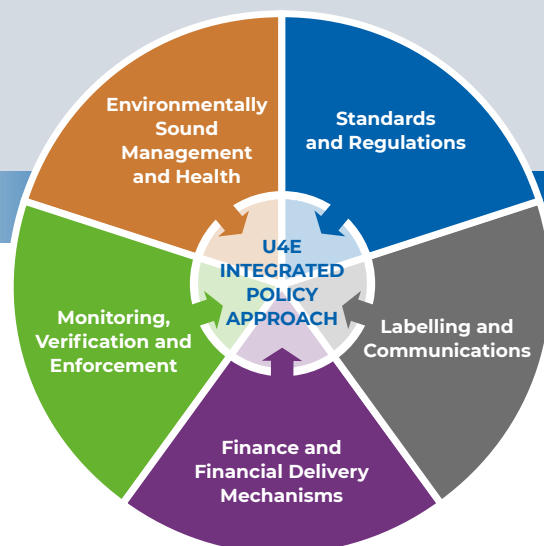 Environmentally
Sound
Management
and Health
Standards
and Regulations
U4E
INTEGRATED
POLICY
APPROACH
Monitoring,
Verification and
Enforcement
Labelling and
Communications
Finance and
Financial Delivery
Mechanisms